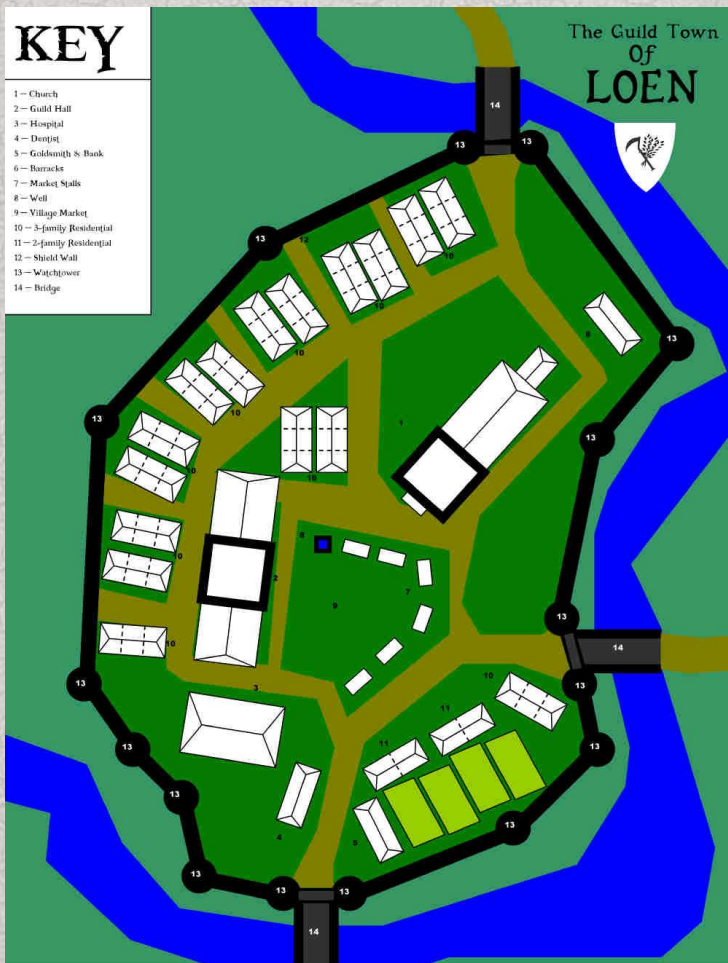 KEY
1 – Church
2 – Guild Hall
3 – Hospital
4 – Dentist
5 – Goldsmith & Bank
6 – Barracks
7 – Market Stalls
8 – Well
9 – Village Market
10 – 3-family Residential
11 – 2-family Residential
12 – Shield Wall
13 – Watchtower
14 – Bridge
The Guild Town
Of
LOEN
14
13
13
13
12
10
10
6
13
10
10
13
1
13
10
10
8
10
2
7
9
13
10
14
10
13
3
13
11
11
13
13
13
13
4
5
13
13
13
14